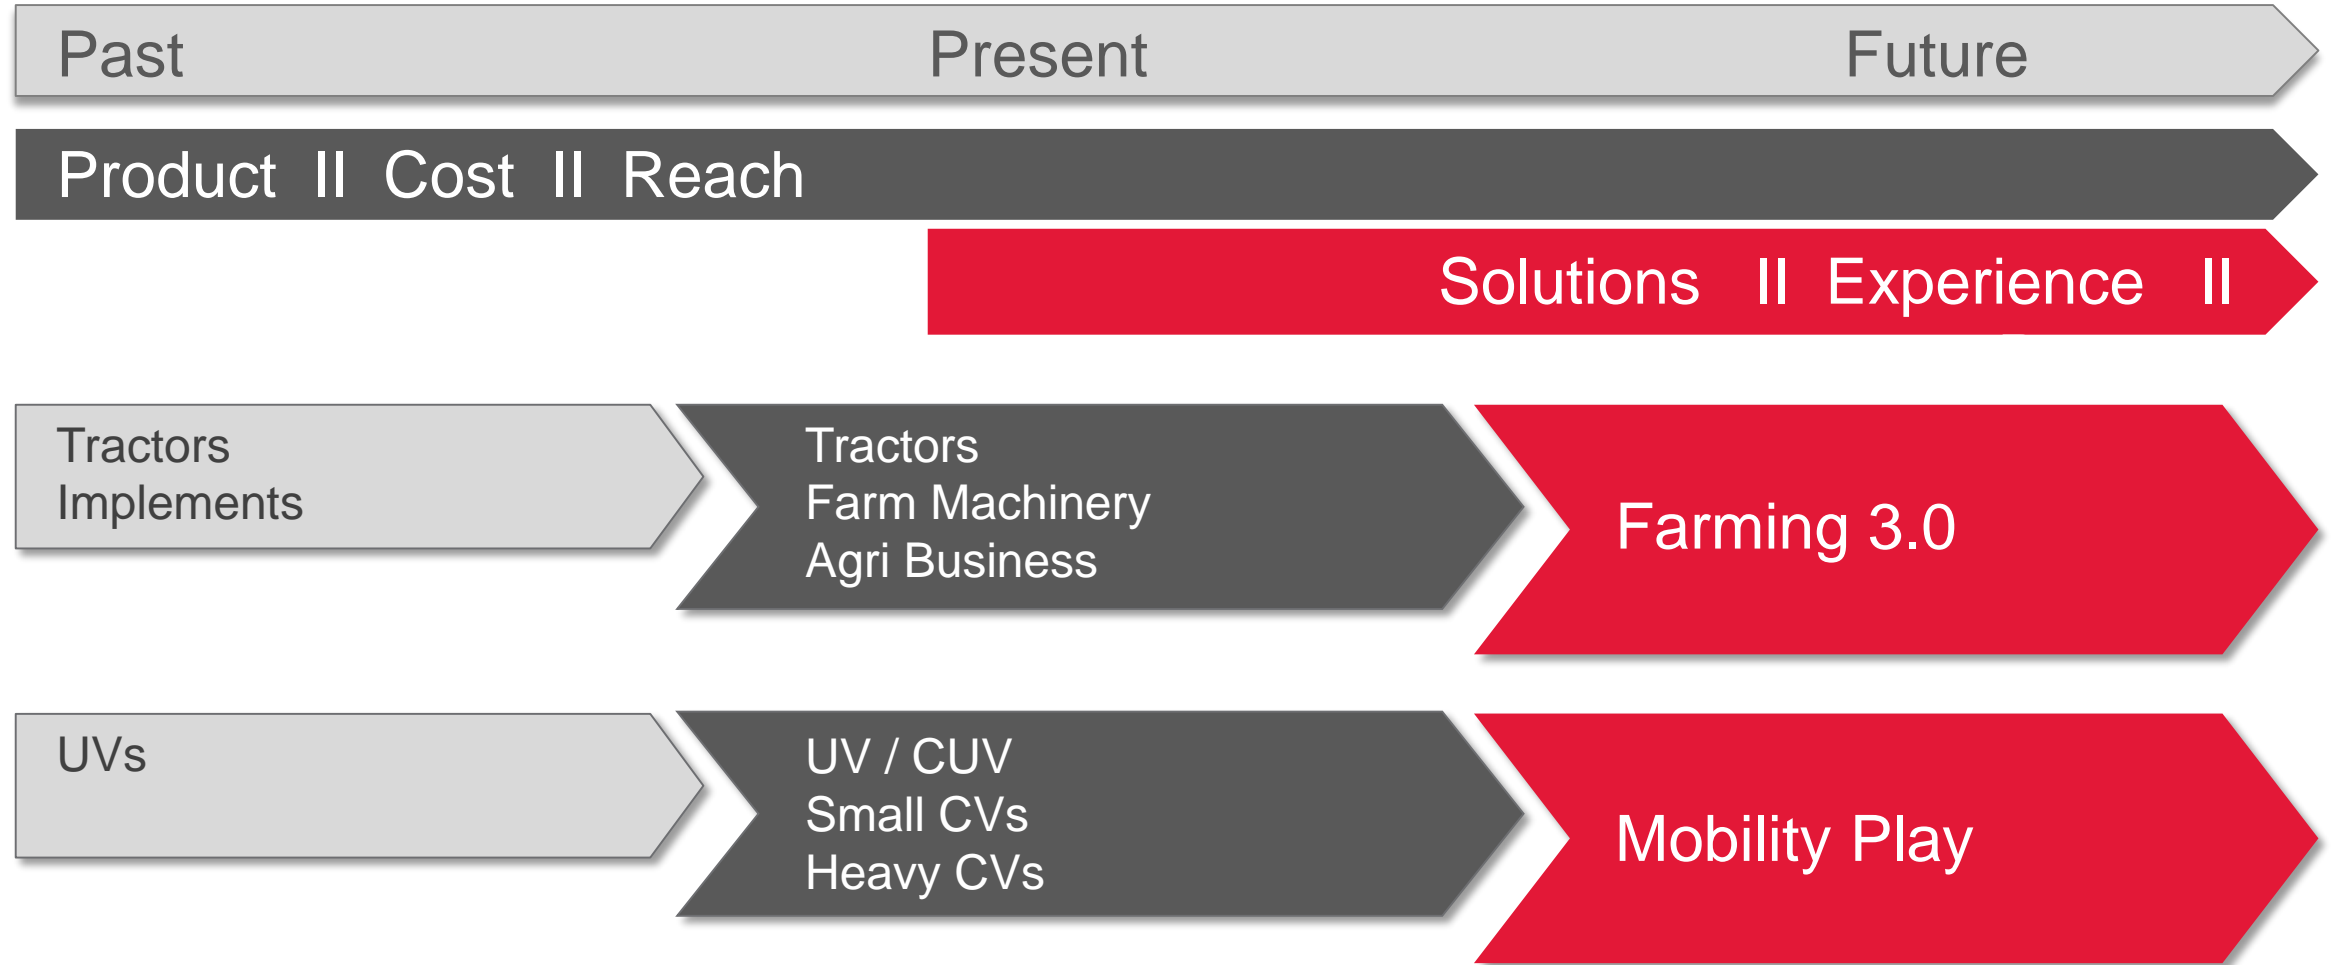 Past Present Future
Product II Cost II Reach
Solutions II Experience II
Tractors
Implements
Tractors
Farm Machinery
Agri Business
Farming 3.0
UVs
UV / CUV
Small CVs
Heavy CVs
Mobility Play